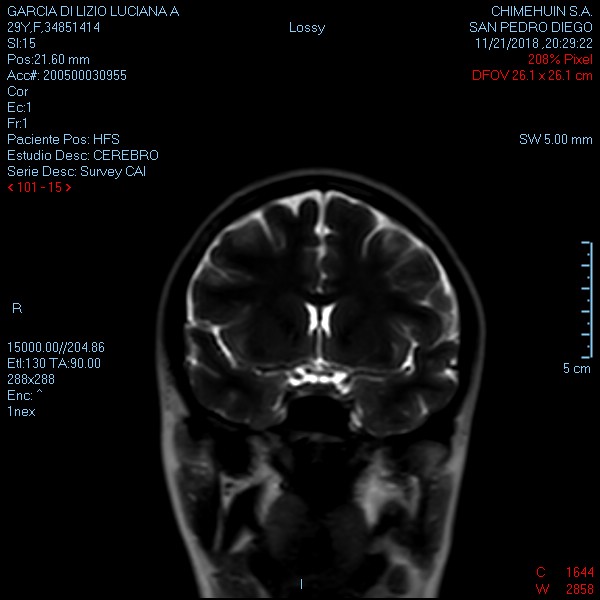 GARCIA DI LIZIO LUCIANA A
29Y,F,34851414
Sl:15
Pos:21.60 mm
Acc#: 200500030955
Cor
Ec:1
Fr:1
Paciente Pos: HFS
Estudio Desc: CEREBRO
Serie Desc: Survey CAI
< 101 - 15 >
Lossy
CHIMEHUIN S.A.
SAN PEDRO DIEGO
11/21/2018 ,20:29:22
208% Pixel
DFOV 26.1 x 26.1 cm
SW 5.00 mm
R
15000.00//204.86
Etl:130 TA:90.00
288x288
Enc: ^
1nex
5 cm
I
C 1644
W 2858